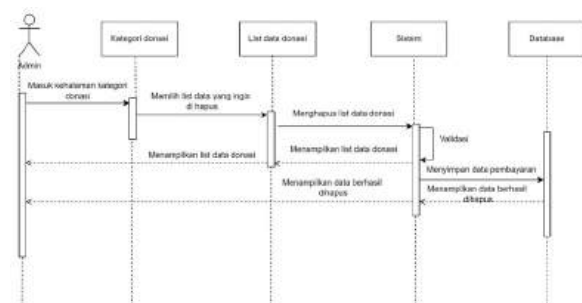 Kategori donasi
List data donasi
Sistem
Database
Admin
Masuk kehalaman kategori
donasi
Memilih list data yang ingin
di hapus
Menghapus list data donasi
Validasi
Menampilkan list data donasi
Menampilkan list data donasi
Menyimpan data pembayaran
Menampilkan data berhasil
dihapus
Menampilkan data berhasil
dihapus